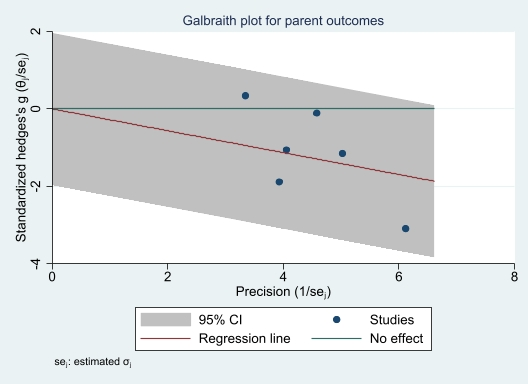 Galbraith plot for parent outcomes
Standardized hedges's g (θj/sej)
2
0
-2
-4
0
2
4
6
8
Precision (1/sej)
95% CI
Studies
Regression line
No effect
sej: estimated σj